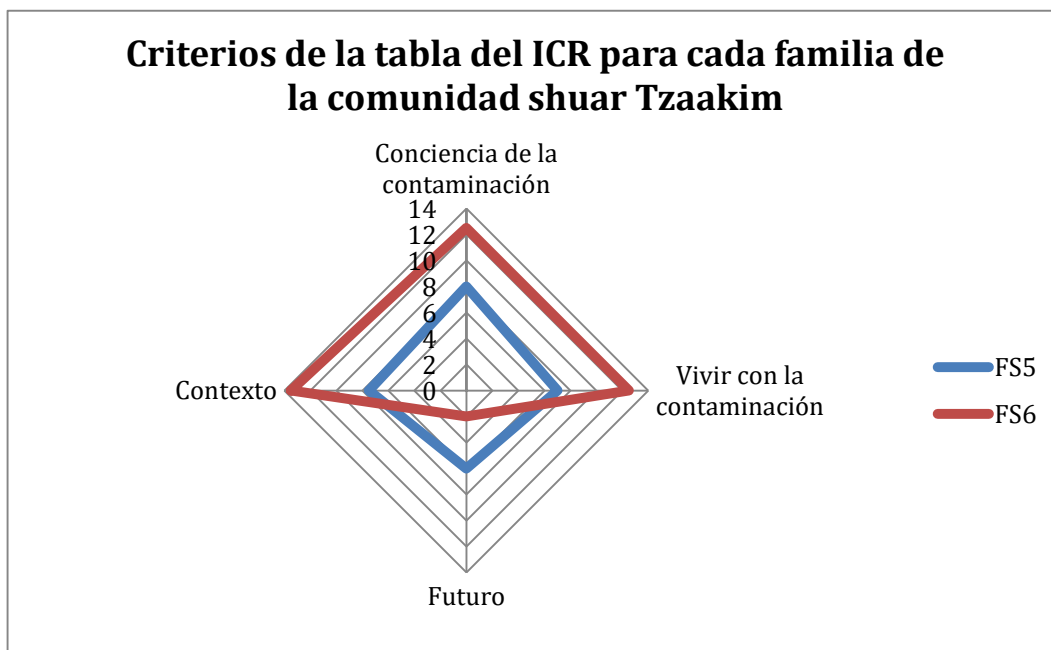 Criterios de la tabla del ICR para cada familia de
la comunidad shuar Tzaakim
Conciencia de la
contaminación
14
12
10
8
6
4
2
0
Contexto
Vivir con la
contaminación
Futuro
FS5
FS6